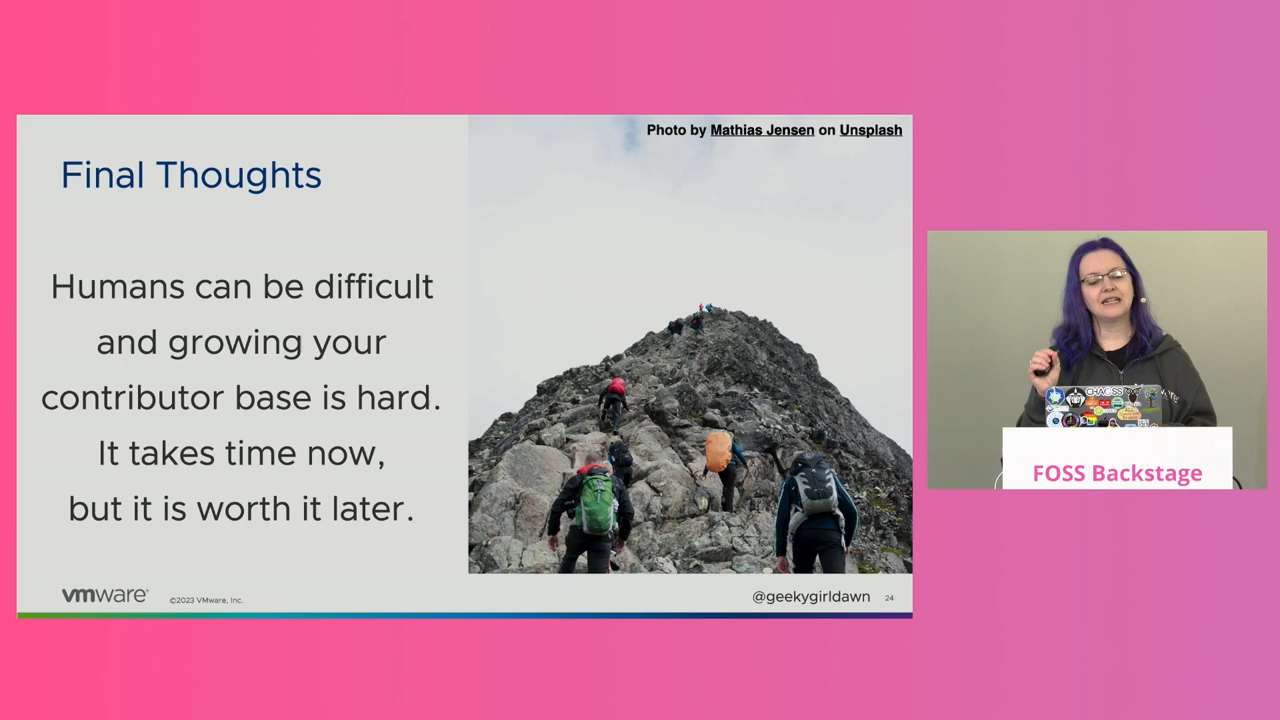 Photo by Mathias Jensen on Unsplash
Final Thoughts
Humans can be difficult
and growing your
contributor base is hard.
It takes time now,
but it is worth it later.
vmware®
©2023 VMware, Inc.
@geekygirldawn
24
CHAOSS
FOSS Backstage